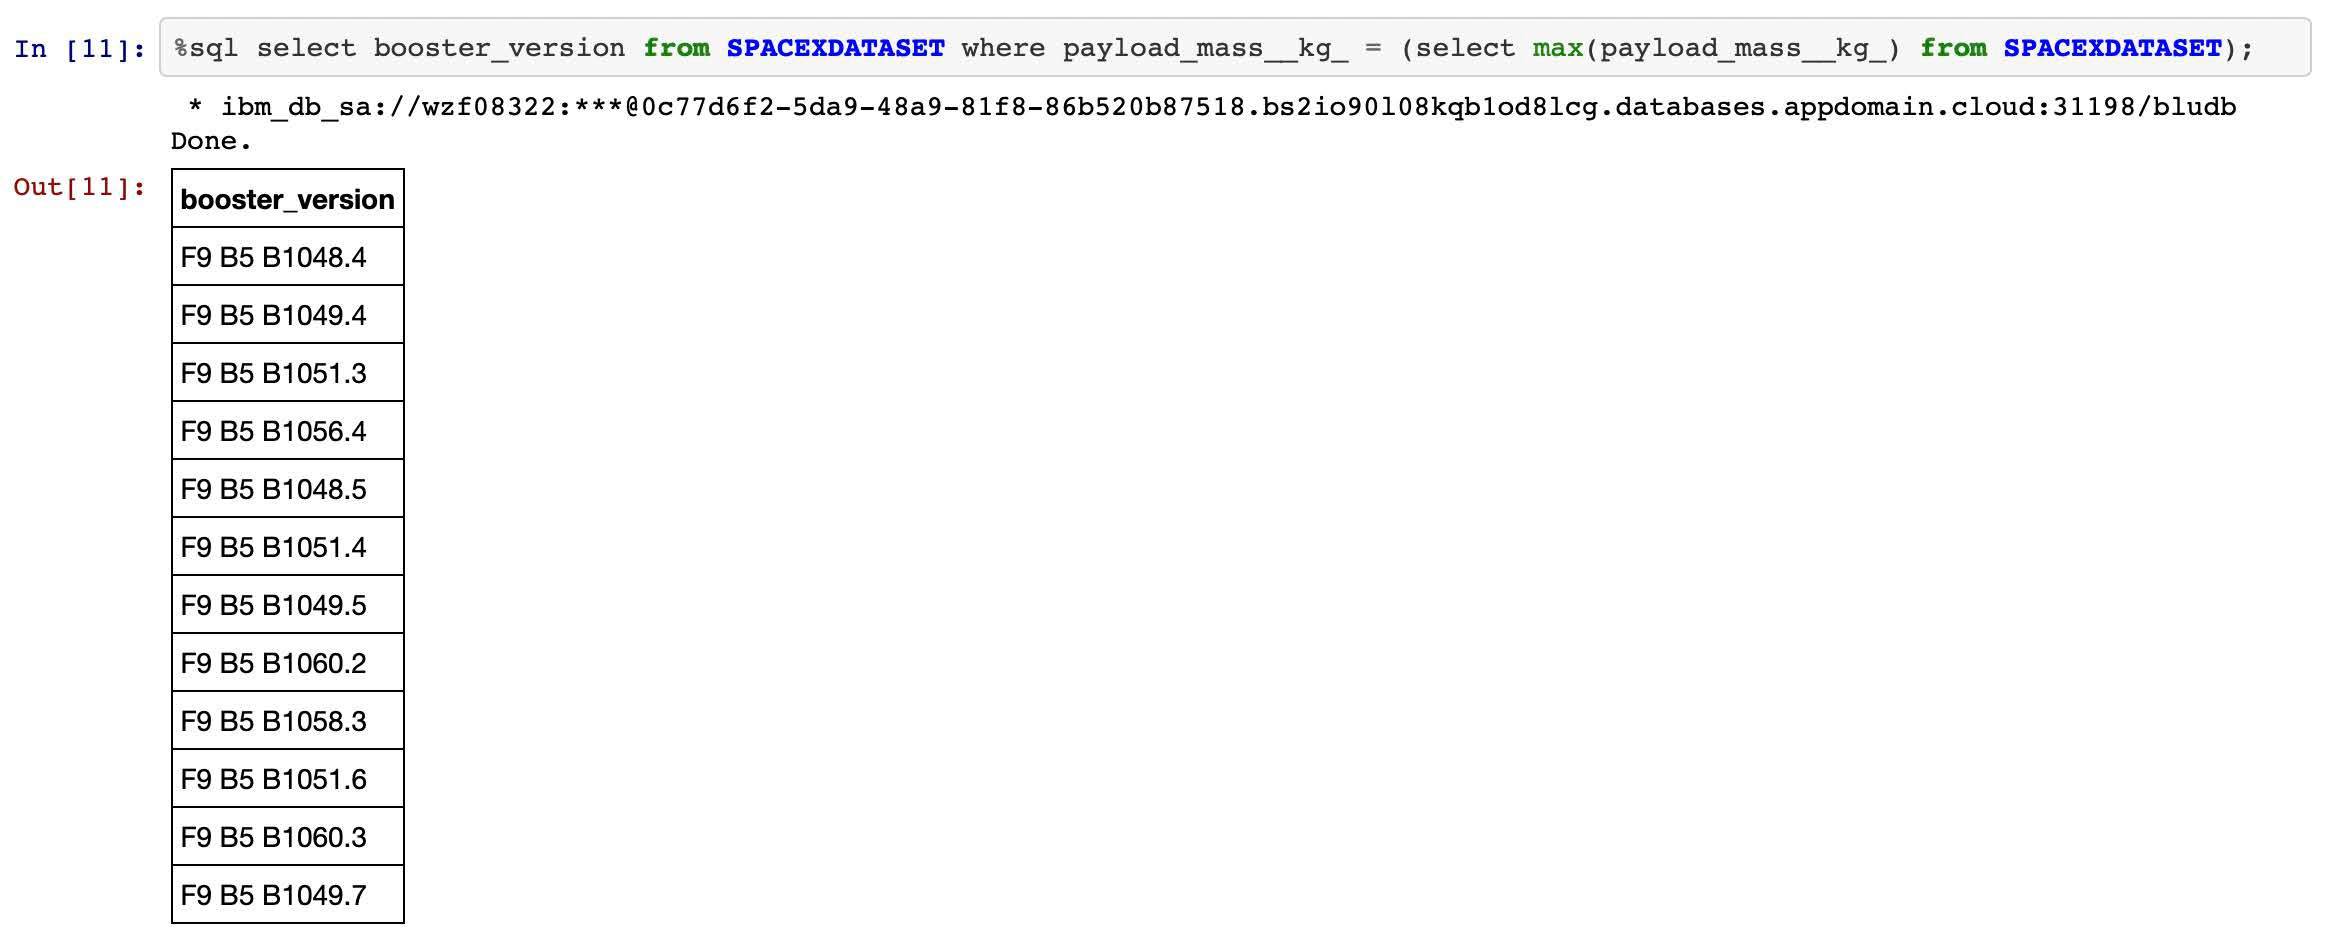 In [11]: %sql select booster_version from SPACEXDATASET where payload_mass__kg_ = (select max(payload_mass__kg_) from SPACEXDATASET);
* ibm_db_sa://wzf08322:***@0c77d6f2-5da9-48a9-81f8-86b520b87518.bs2io90l08kqb1od8lcg.databases.appdomain.cloud:31198/bludb
Done.
Out[11]:
booster_version
F9 B5 B1048.4
F9 B5 B1049.4
F9 B5 B1051.3
F9 B5 B1056.4
F9 B5 B1048.5
F9 B5 B1051.4
F9 B5 B1049.5
F9 B5 B1060.2
F9 B5 B1058.3
F9 B5 B1051.6
F9 B5 B1060.3
F9 B5 B1049.7